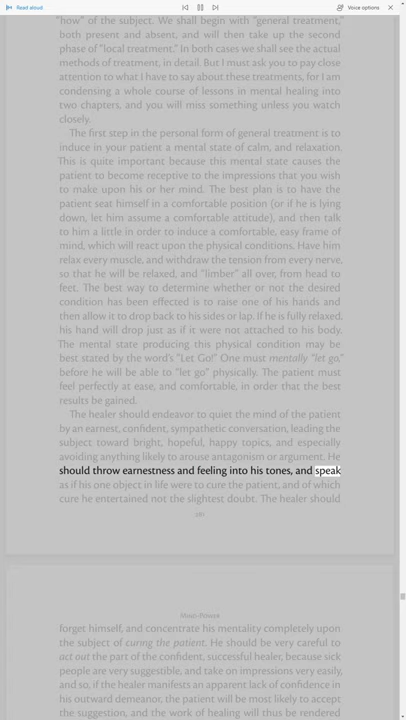 Read aloud
Voice options
"how" of the subject. We shall begin with "general treatment,"
both present and absent, and will then take up the second
phase of "local treatment." In both cases we shall see the actual
methods of treatment, in detail. But I must ask you to pay close
attention to what I have to say about these treatments, for I am
condensing a whole course of lessons in mental healing into
two chapters, and you will miss something unless you watch
closely.
The first step in the personal form of general treatment is to
induce in your patient a mental state of calm, and relaxation.
This is quite important because this mental state causes the
patient to become receptive to the impressions that you wish
to make upon his or her mind. The best plan is to have the
patient seat himself in a comfortable position (or if he is lying
down, let him assume a comfortable attitude), and then talk
to him a little in order to induce a comfortable, easy frame of
mind, which will react upon the physical conditions. Have him
relax every muscle, and withdraw the tension from every nerve,
so that he will be relaxed, and "limber" all over, from head to
feet. The best way to determine whether or not the desired
condition has been effected is to raise one of his hands and
then allow it to drop back to his sides or lap. If he is fully relaxed,
his hand will drop just as if it were not attached to his body.
The mental state producing this physical condition may be
best stated by the word's "Let Go!" One must mentally "let go"
before he will be able to "let go" physically. The patient must
feel perfectly at ease, and comfortable, in order that the best
results be gained.
The healer should endeavor to quiet the mind of the patient
by an earnest, confident, sympathetic conversation, leading the
subject toward bright, hopeful, happy topics, and especially
avoiding anything likely to arouse antagonism or argument. He
should throw earnestness and feeling into his tones, and speak
as if his one object in life were to cure the patient, and of which
cure he entertained not the slightest doubt. The healer should
Mind-Power
forget himself, and concentrate his mentality completely upon
the subject of curing the patient. He should be very careful to
act out the part of the confident, successful healer, because sick
people are very suggestible, and take on impressions very easily,
and so, if the healer manifests an apparent lack of confidence in
his outward demeanor, the patient will be most likely to accept
the suggestion, and the work of healing will thus be rendered